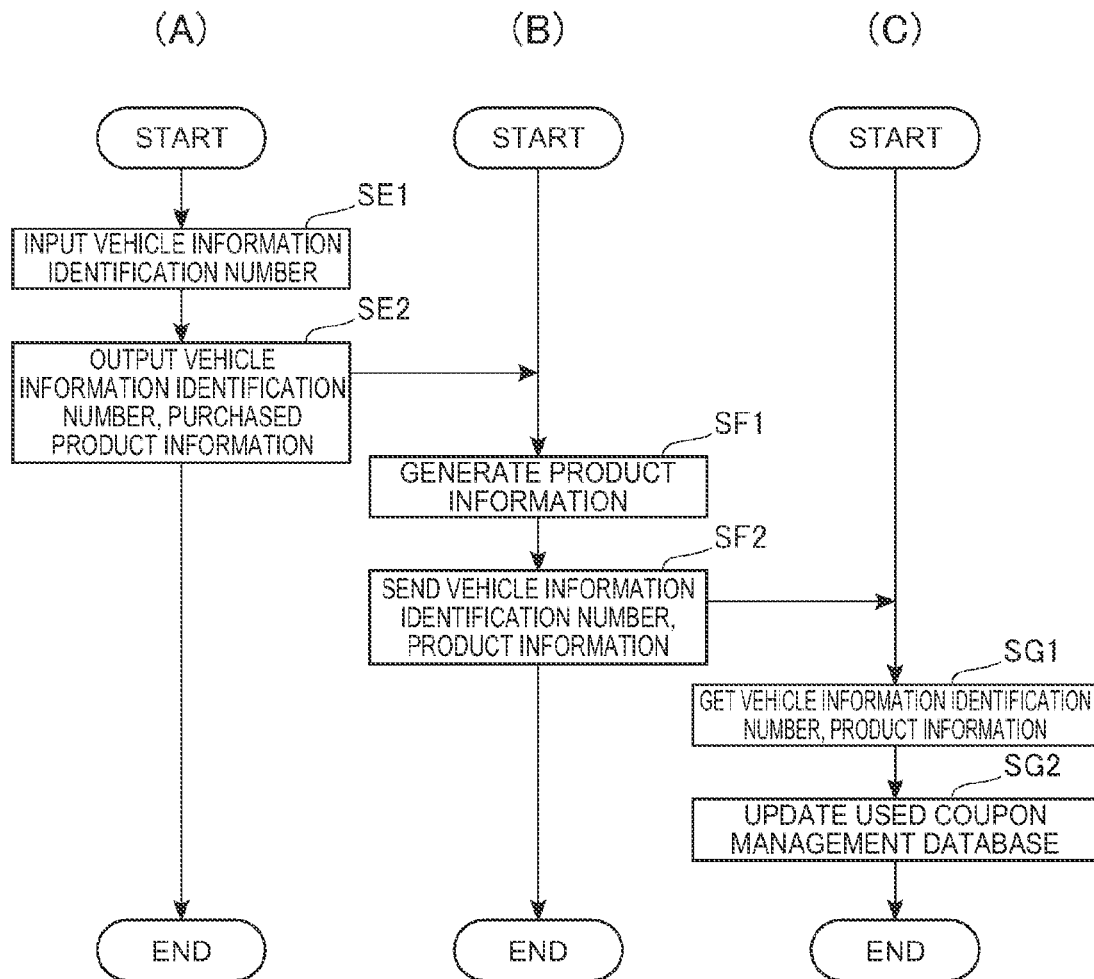 (A)
(B)
(C)
START
START
START
SE1
INPUT VEHICLE INFORMATION
IDENTIFICATION NUMBER
SE2
OUTPUT VEHICLE
INFORMATION IDENTIFICATION
NUMBER, PURCHASED
PRODUCT INFORMATION
SF1
GENERATE PRODUCT
INFORMATION
SF2
SEND VEHICLE INFORMATION
IDENTIFICATION NUMBER,
PRODUCT INFORMATION
SG1
GET VEHICLE INFORMATION IDENTIFICATION
NUMBER, PRODUCT INFORMATION
SG2
UPDATE USED COUPON
MANAGEMENT DATABASE
END
END
END